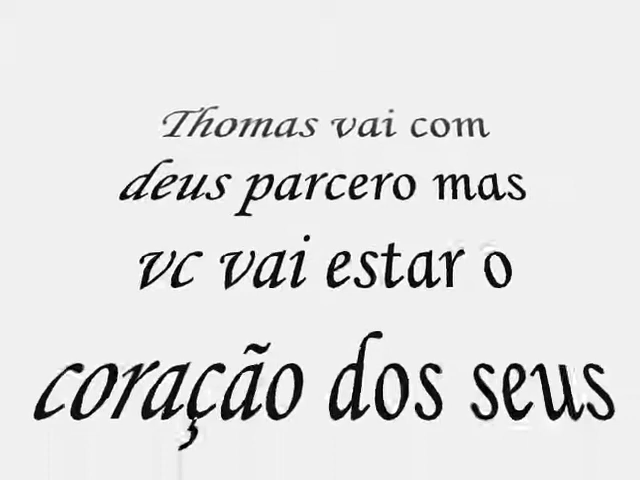 Thomas vai com
deus parcero mas
vc vai estar o
coração dos seus